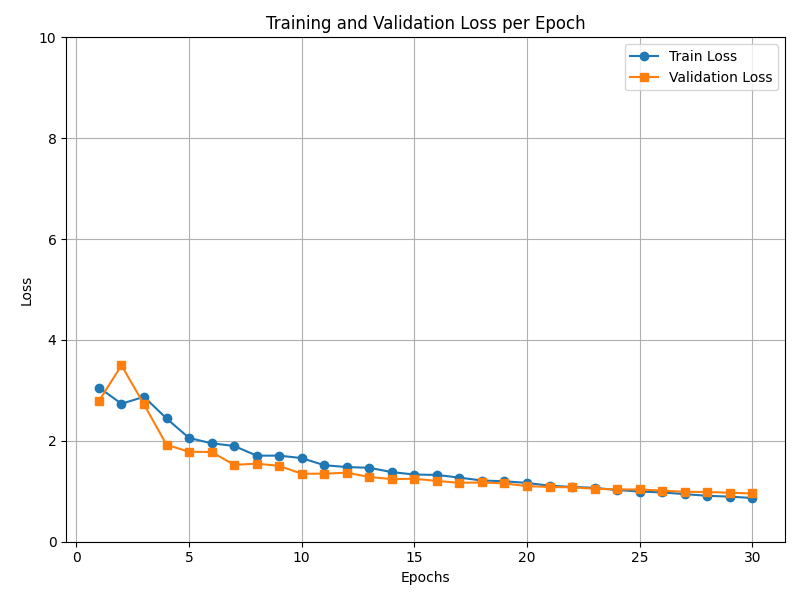 Training and Validation Loss per Epoch
Train Loss
Validation Loss
10
8
6
4
2
0
Loss
0 5 10 15 20 25 30
Epochs